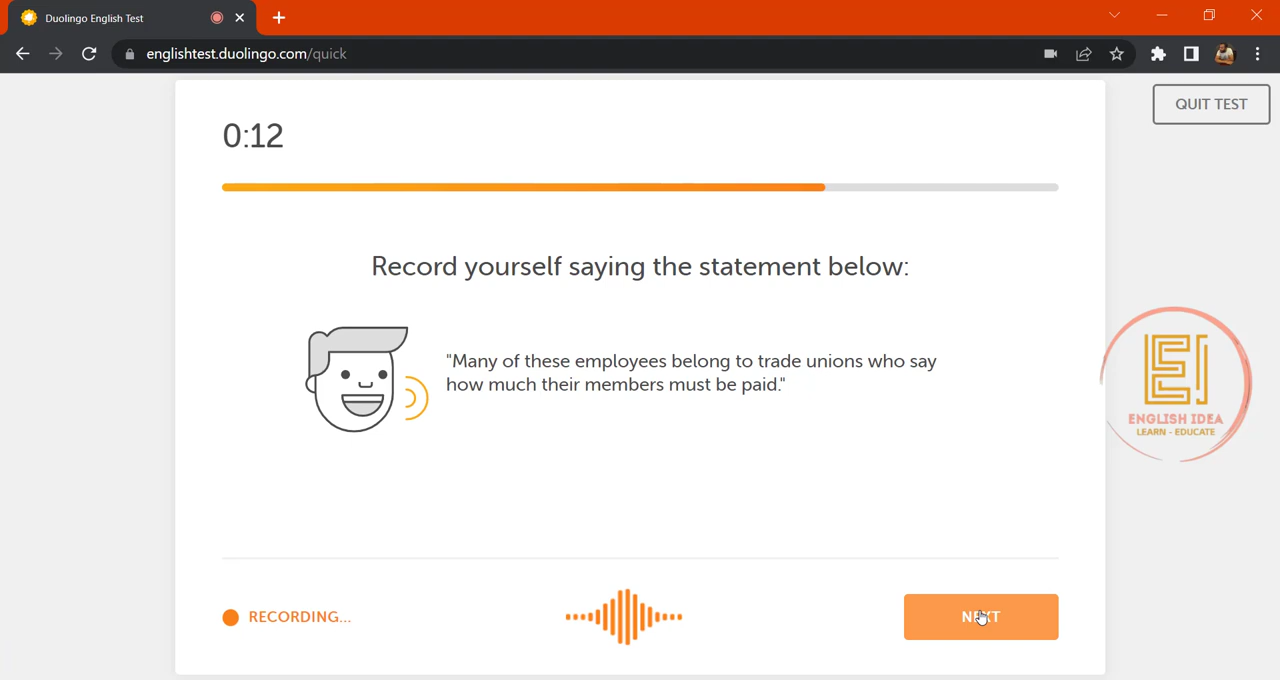 Duolingo English Test
englishtest.duolingo.com/quick
QUIT TEST
0:12
Record yourself saying the statement below:
"Many of these employees belong to trade unions who say
how much their members must be paid."
ENGLISH IDEA
LEARN - EDUCATE
RECORDING...
NEXT